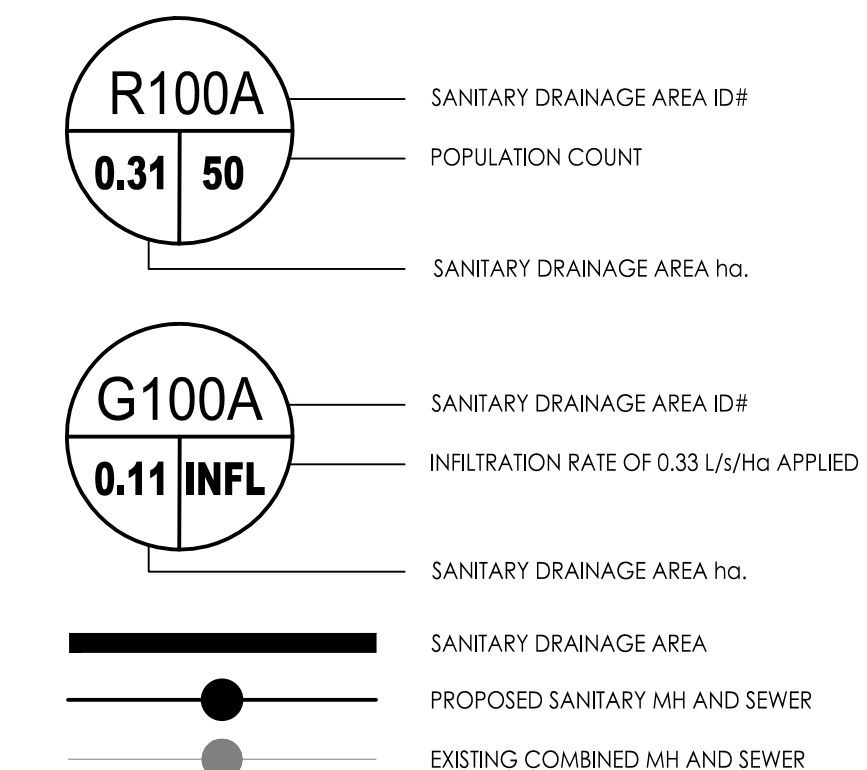 R100A
SANITARY DRAINAGE AREA ID#
0.31 50
POPULATION COUNT
SANITARY DRAINAGE AREA ha.
G100A
SANITARY DRAINAGE AREA ID#
0.11 INFL
INFILTRATION RATE OF 0.33 L/s/Ha APPLIED
SANITARY DRAINAGE AREA ha.
SANITARY DRAINAGE AREA
PROPOSED SANITARY MH AND SEWER
EXISTING COMBINED MH AND SEWER